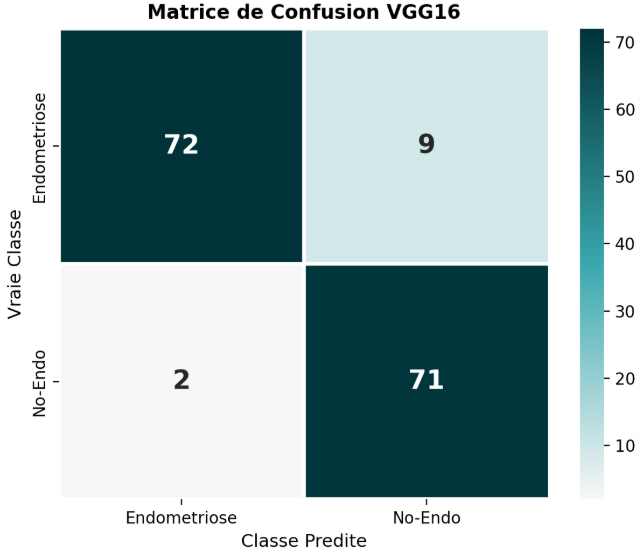 Matrice de Confusion VGG16
Vraie Classe
Endometriose
72
9
No-Endo
2
71
Endometriose
No-Endo
Classe Predite
70
60
50
40
30
20
10